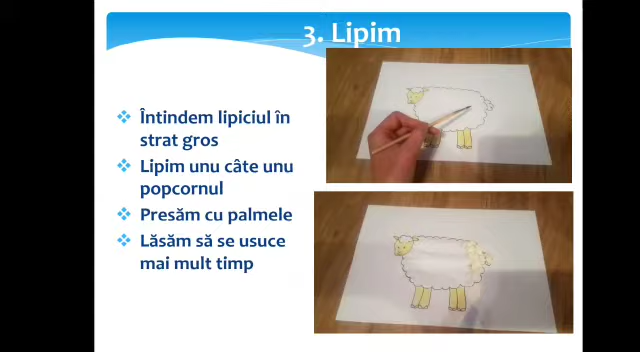 3. Lipim
Întindem lipiciul în
strat gros
Lipim unu câte unu
popcornul
Presăm cu palmele
Lăsăm să se usuce
mai mult timp